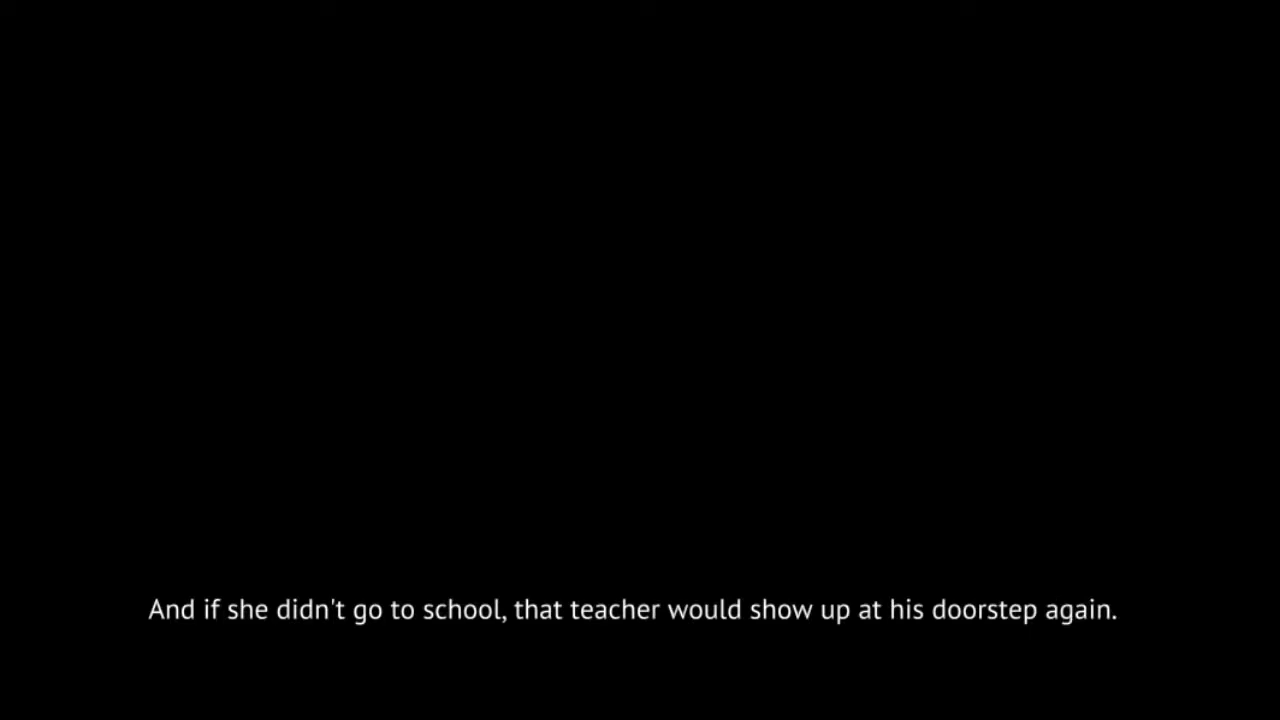 And if she didn't go to school, that teacher would show up at his doorstep again.